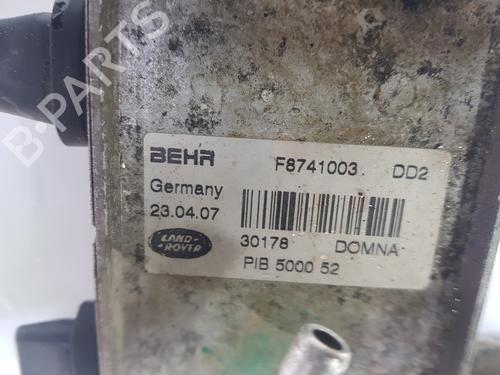 B-PARTS
BEHR F8741003. DD2
Germany
23.04.07
LAND-
ROVER
30178 DOMNA
PIB 5000 52